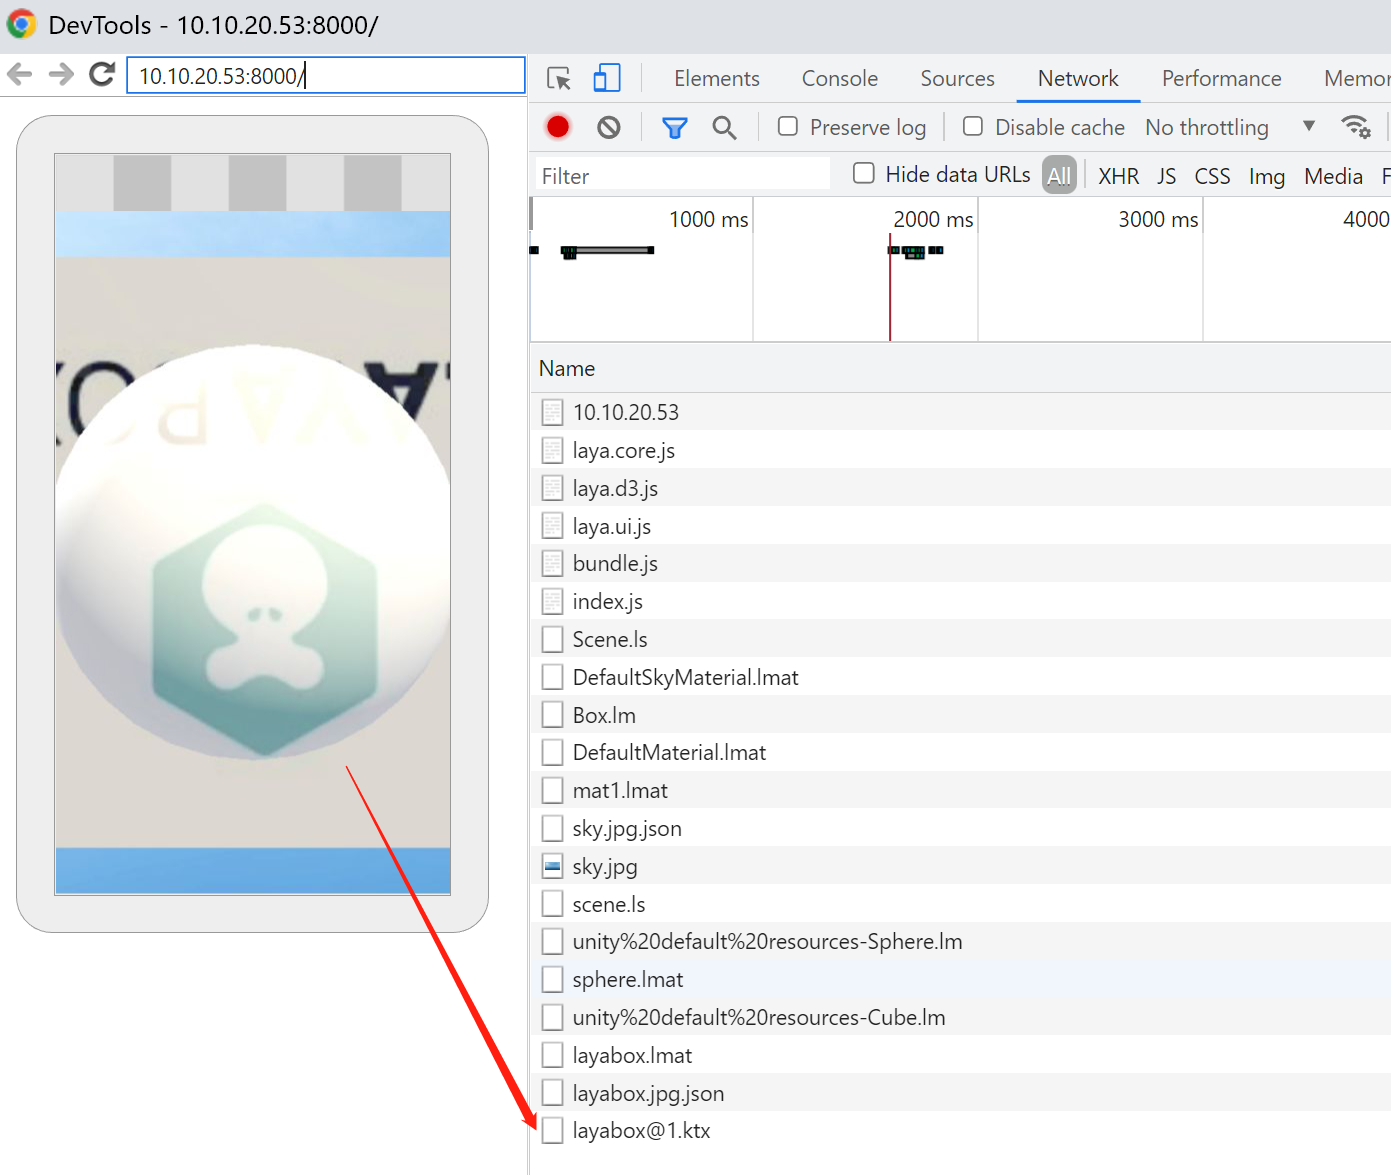 DevTools - 10.10.20.53:8000/
10.10.20.53:8000/
Elements Console Sources Network Performance Memor
Preserve log Disable cache No throttling
Filter Hide data URLs All XHR JS CSS Img Media F
1000 ms 2000 ms 3000 ms 4000
Name
10.10.20.53
laya.core.js
laya.d3.js
laya.ui.js
bundle.js
index.js
Scene.ls
DefaultSkyMaterial.lmat
Box.lm
DefaultMaterial.lmat
mat1.lmat
sky.jpg.json
sky.jpg
scene.ls
unity%20default%20resources-Sphere.lm
sphere.lmat
unity%20default%20resources-Cube.lm
layabox.lmat
layabox.jpg.json
layabox@1.ktx